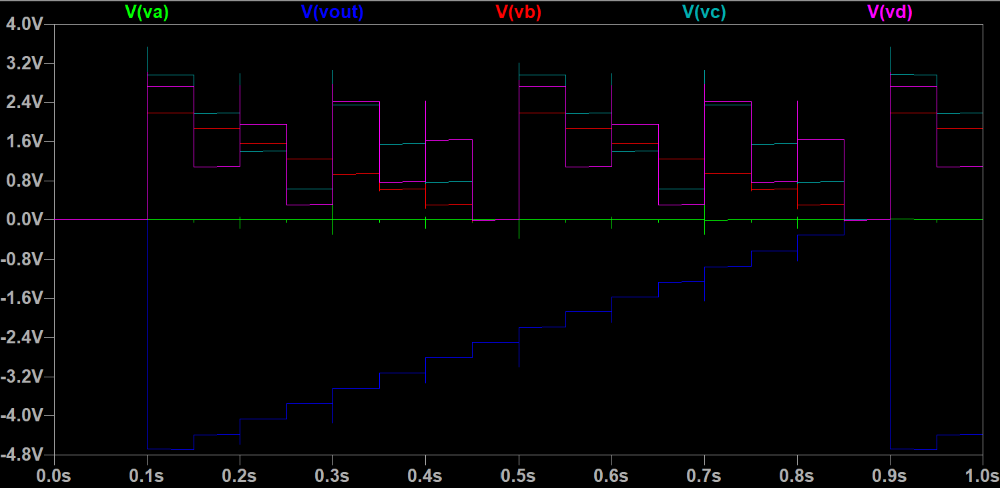 V(va) V(vout) V(vb) V(vc) V(vd)
4.0V
3.2V
2.4V
1.6V
0.8V
0.0V
-0.8V
-1.6V
-2.4V
-3.2V
-4.0V
-4.8V
0.0s 0.1s 0.2s 0.3s 0.4s 0.5s 0.6s 0.7s 0.8s 0.9s 1.0s